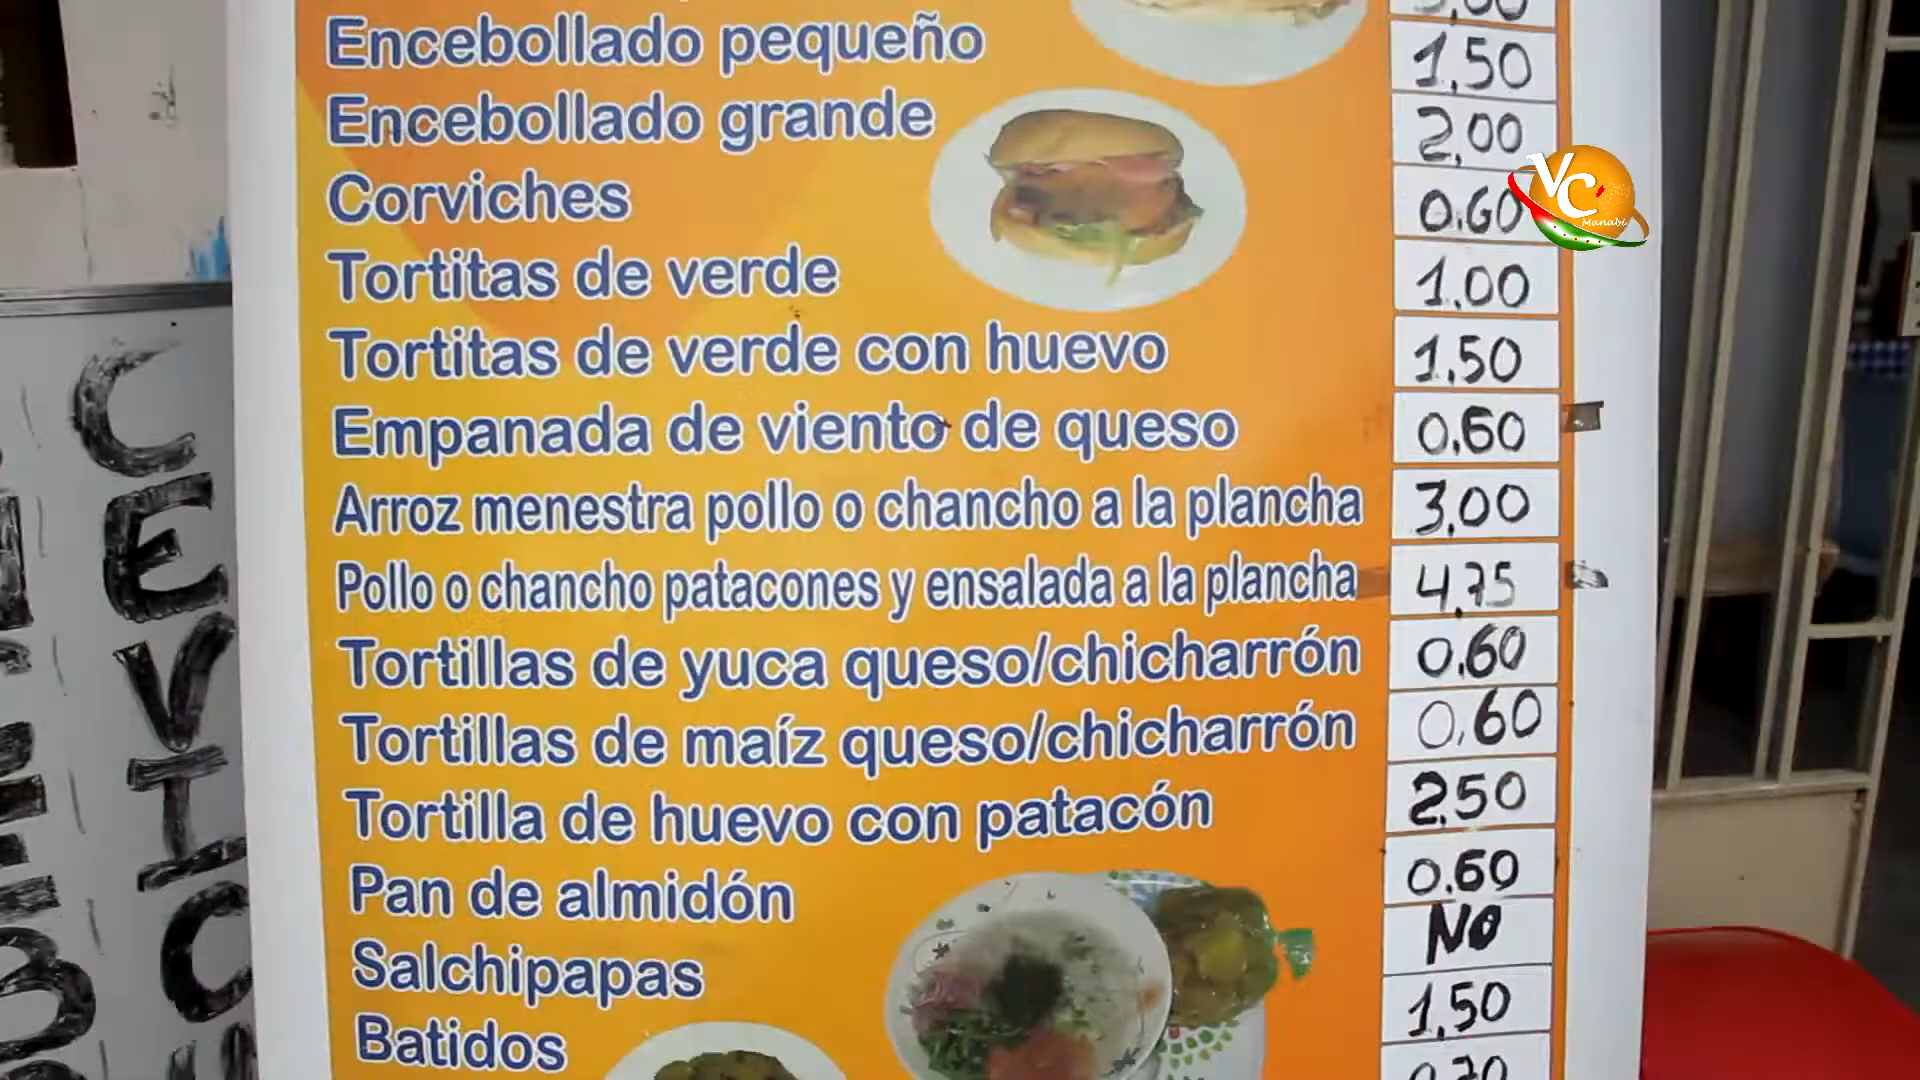 Encebollado pequeño 1,50
Encebollado grande 2,00
Corviches 0.60
Tortitas de verde 1.00
Tortitas de verde con huevo 1.50
Empanada de viento de queso 0.60
Arroz menestra pollo o chancho a la plancha 3,00
Pollo o chancho patacones y ensalada a la plancha 4,75
Tortillas de yuca queso/chicharrón 0.60
Tortillas de maíz queso/chicharrón 0,60
Tortilla de huevo con patacón 2.50
Pan de almidón 0.60
Salchipapas NO
Batidos 1,50
VC
Manabí
CEVIC